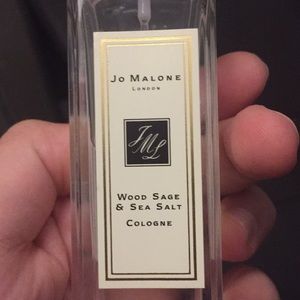 JO MALONE
LONDON
JML
WOOD SAGE
& SEA SALT
COLOGNE